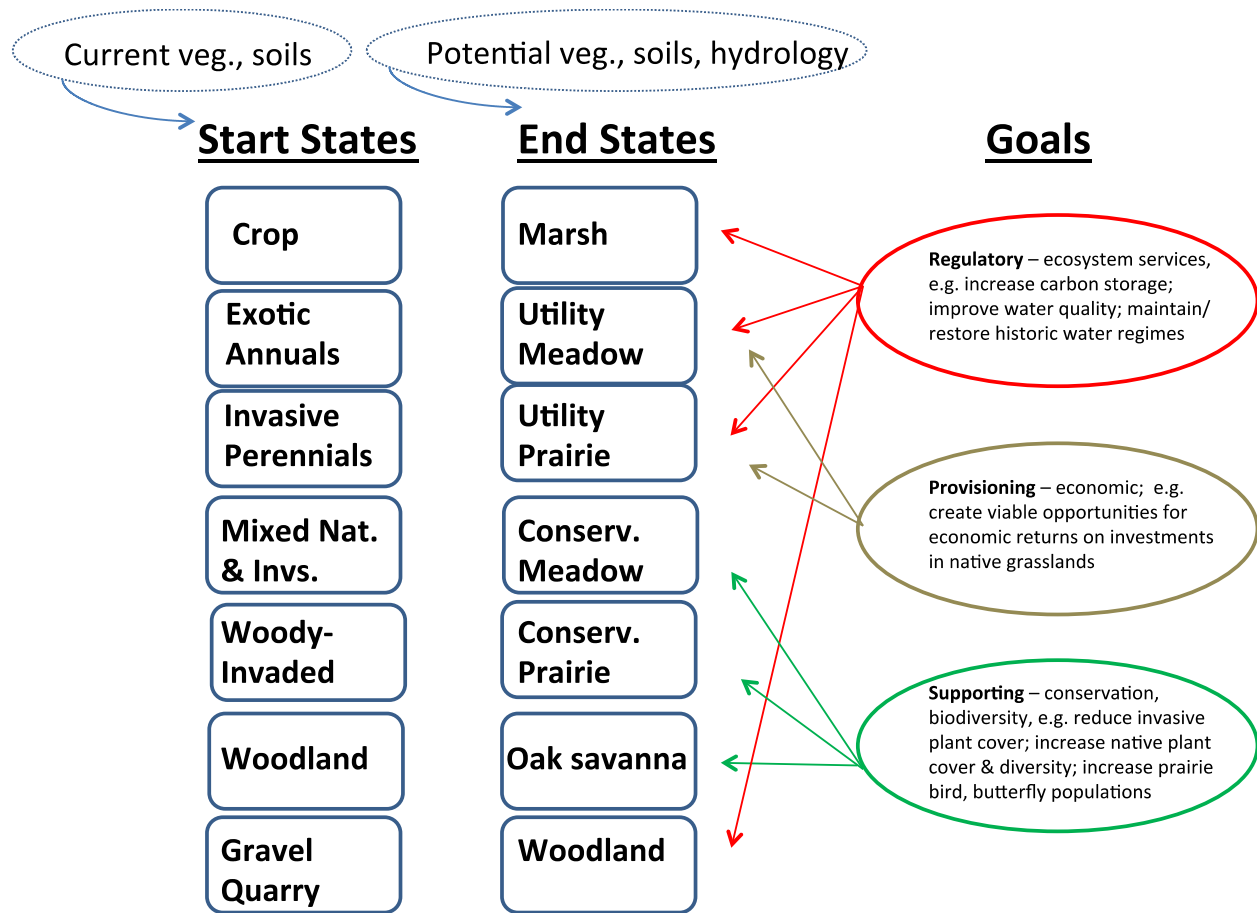 Current veg., soils
Potential veg., soils, hydrology
Start States
End States
Goals
Crop
Exotic
Annuals
Invasive
Perennials
Mixed Nat.
& Invs.
Woody-
Invaded
Woodland
Gravel
Quarry
Marsh
Utility
Meadow
Utility
Prairie
Conserv.
Meadow
Conserv.
Prairie
Oak savanna
Woodland
Regulatory – ecosystem services,
e.g. increase carbon storage;
improve water quality; maintain/
restore historic water regimes
Provisioning – economic; e.g.
create viable opportunities for
economic returns on investments
in native grasslands
Supporting – conservation,
biodiversity, e.g. reduce invasive
plant cover; increase native plant
cover & diversity; increase prairie
bird, butterfly populations